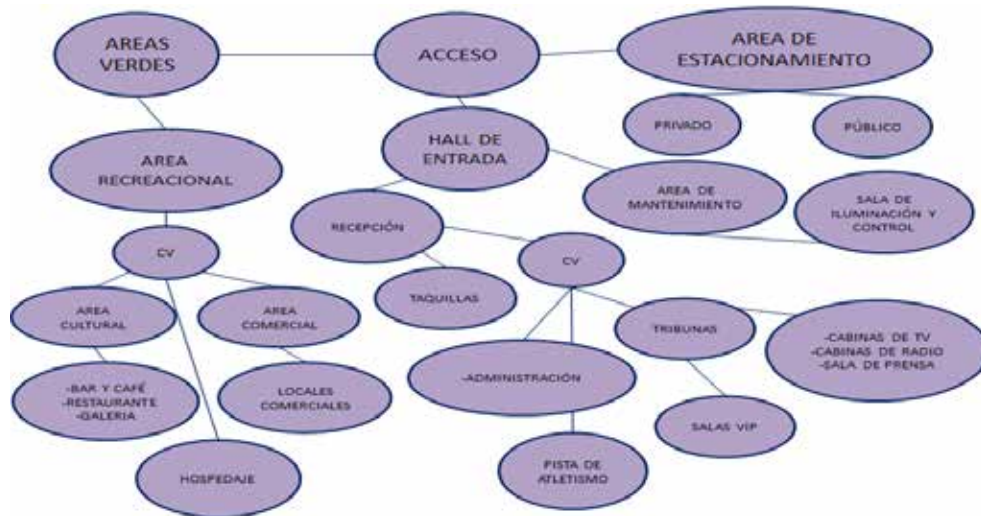 AREAS
VERDES
ACCESO
AREA DE
ESTACIONAMIENTO
PRIVADO
PÚBLICO
HALL DE
ENTRADA
AREA
RECREACIONAL
AREA DE
MANTENIMIENTO
SALA DE
ILUMINACIÓN Y
CONTROL
RECEPCIÓN
CV
CV
TAQUILLAS
AREA
CULTURAL
AREA
COMERCIAL
TRIBUNAS
-CABINAS DE TV
-CABINAS DE RADIO
-SALA DE PRENSA
-ADMINISTRACIÓN
-BAR Y CAFÉ
-RESTAURANTE
-GALERIA
LOCALES
COMERCIALES
SALAS VIP
HOSPEDAJE
PISTA DE
ATLETISMO